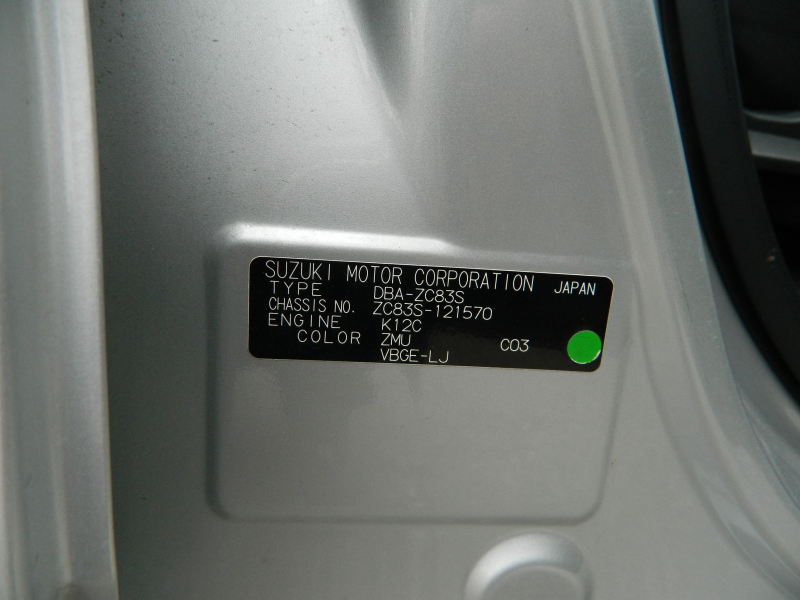 SUZUKI MOTOR CORPORATION JAPAN
TYPE DBA-ZC83S
CHASSIS NO. ZC83S-121570
ENGINE K12C
COLOR ZMU C03
VBGE-LJ